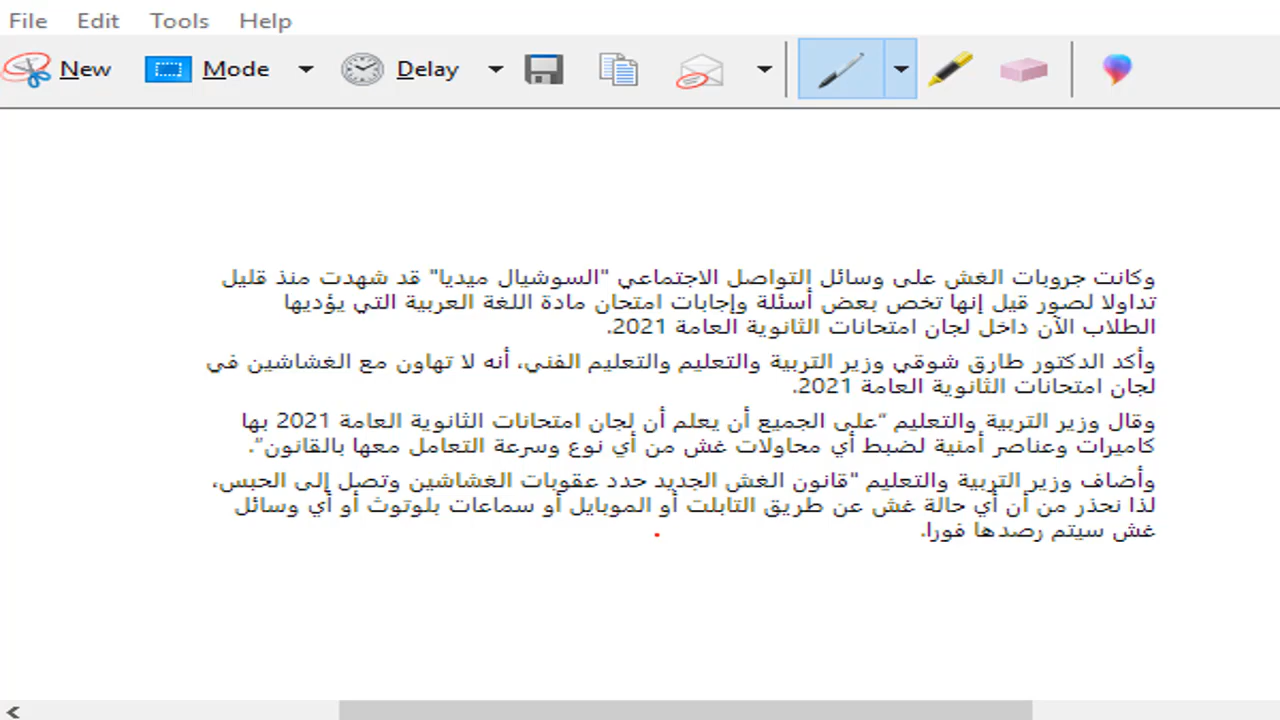 File Edit Tools Help
New Mode Delay
وكانت جروبات الغش على وسائل التواصل الاجتماعي "السوشيال ميديا" قد شهدت منذ قليل
تداولا لصور قيل إنها تخص بعض أسئلة وإجابات امتحان مادة اللغة العربية التي يؤديها
الطلاب الآن داخل لجان امتحانات الثانوية العامة 2021.
وأكد الدكتور طارق شوقي وزير التربية والتعليم والتعليم الفني، أنه لا تهاون مع الغشاشين في
لجان امتحانات الثانوية العامة 2021.
وقال وزير التربية والتعليم “على الجميع أن يعلم أن لجان امتحانات الثانوية العامة 2021 بها
كاميرات وعناصر أمنية لضبط أي محاولات غش من أي نوع وسرعة التعامل معها بالقانون”.
وأضاف وزير التربية والتعليم "قانون الغش الجديد حدد عقوبات الغشاشين وتصل إلى الحبس،
لذا نحذر من أن أي حالة غش عن طريق التابلت أو الموبايل أو سماعات بلوتوث أو أي وسائل
غش سيتم رصدها فورا.